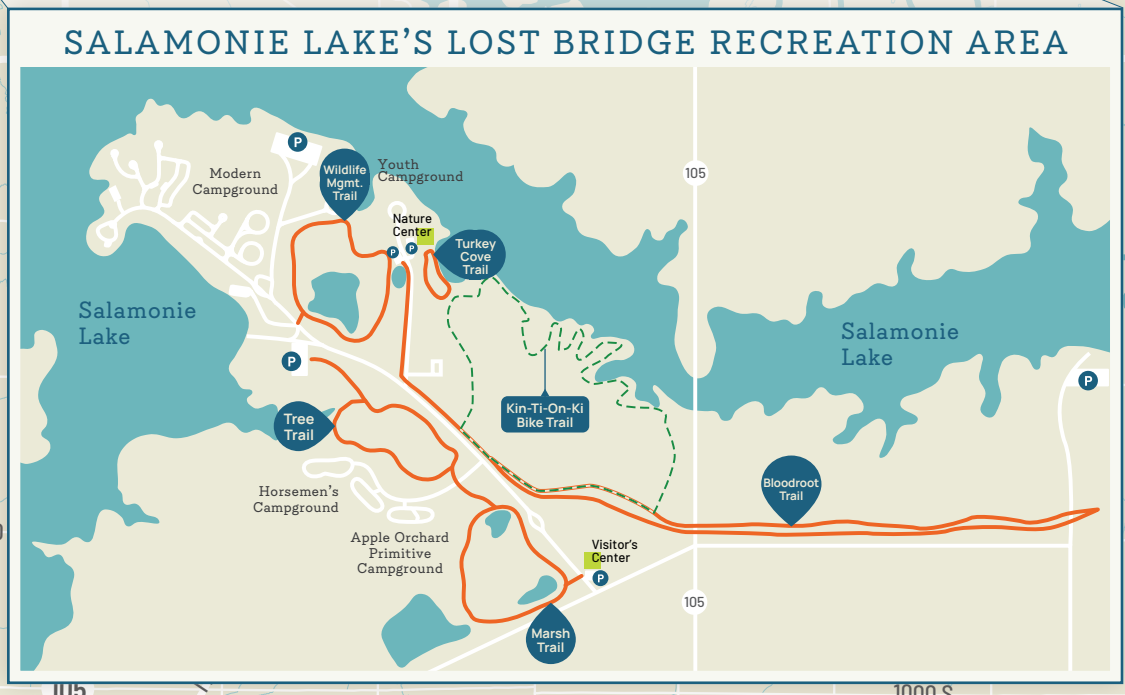 SALAMONIE LAKE’S LOST BRIDGE RECREATION AREA
P
Wildlife
Mgmt.
Trail
Youth
Campground
Modern
Campground
105
Nature
Center
P
P
Turkey
Cove
Trail
Salamonie
Lake
Salamonie
Lake
P
P
Kin-Ti-On-Ki
Bike Trail
Tree
Trail
Bloodroot
Trail
Horsemen’s
Campground
Apple Orchard
Primitive
Campground
Visitor’s
Center
P
105
Marsh
Trail
105
1000 S